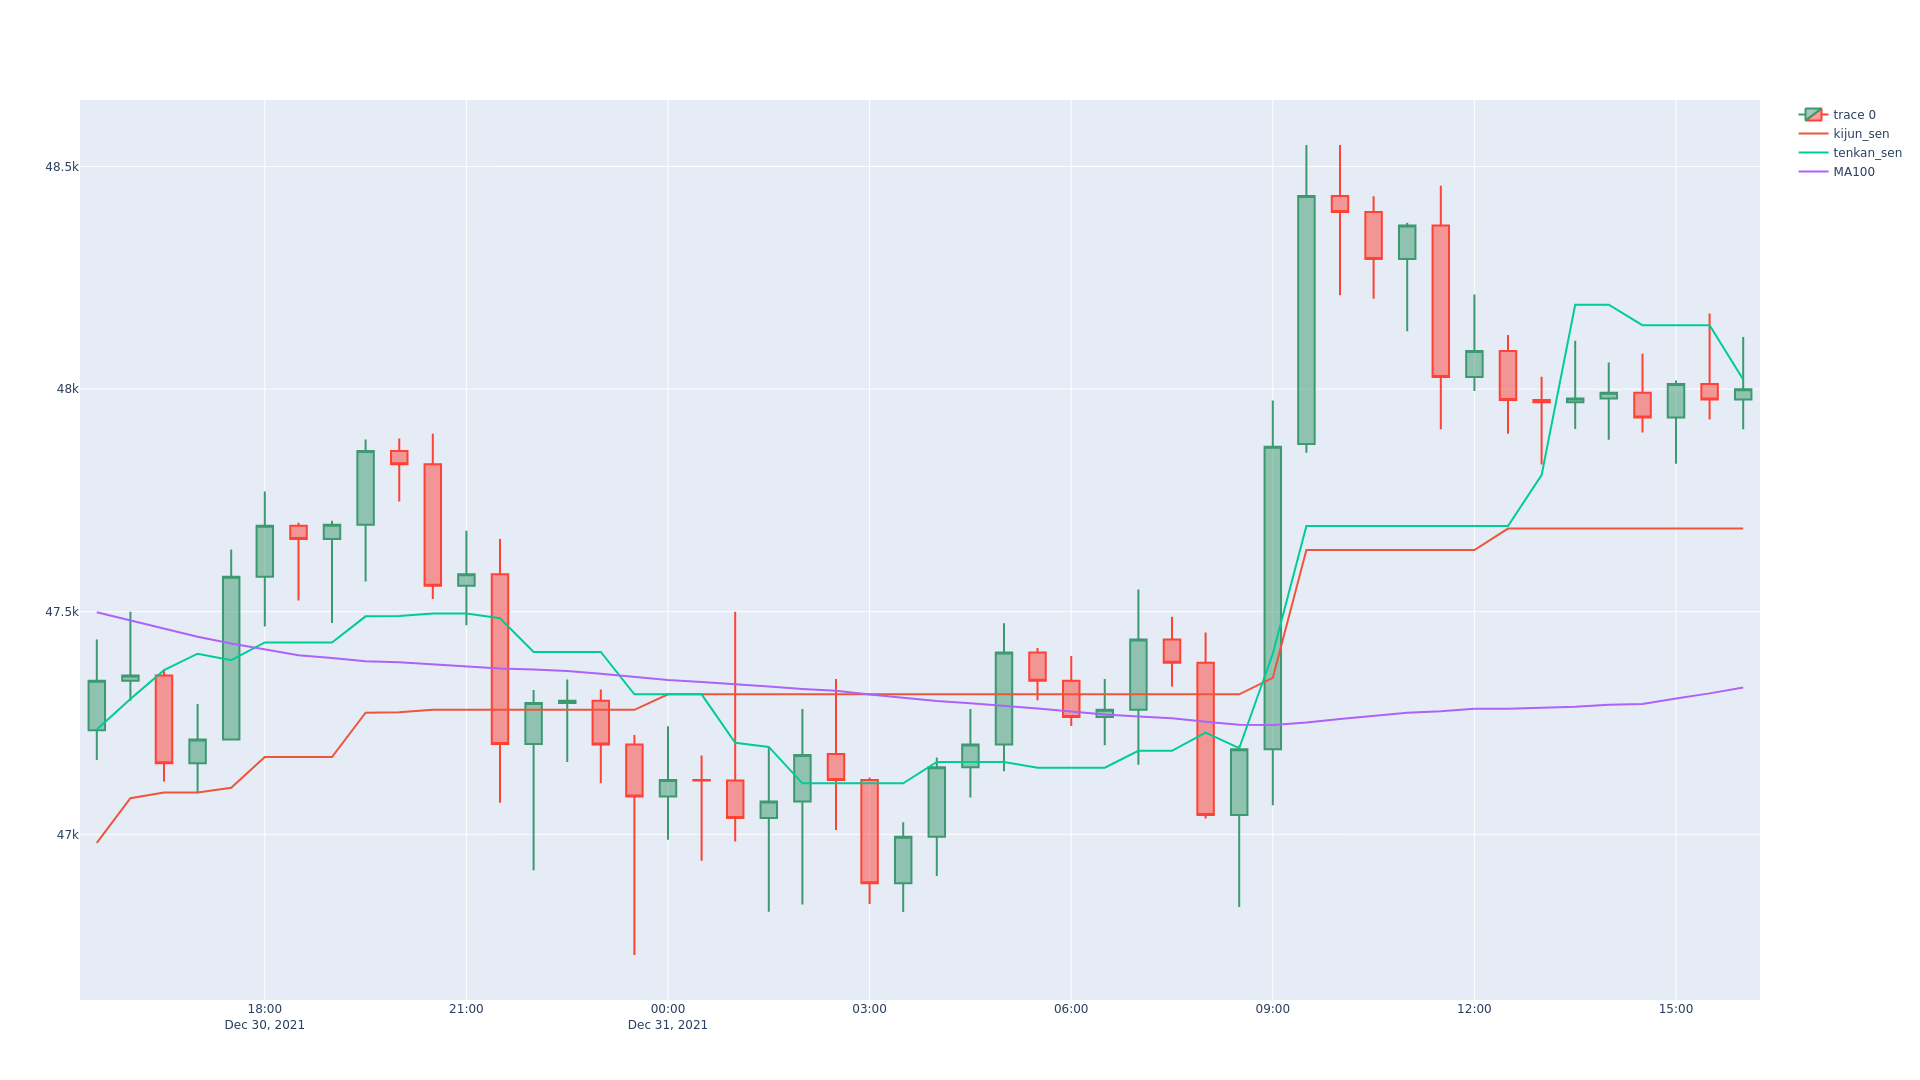 48.5k
48k
47.5k
47k
18:00
Dec 30, 2021
21:00
00:00
Dec 31, 2021
03:00
06:00
09:00
12:00
15:00
trace 0
kijun_sen
tenkan_sen
MA100